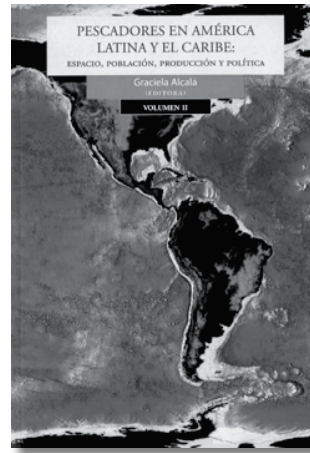 PESCADORES EN AMÉRICA
LATINA Y EL CARIBE:
ESPACIO, POBLACIÓN, PRODUCCIÓN Y POLÍTICA
Graciela Alcalá
(EDITORA)
VOLUMEN II